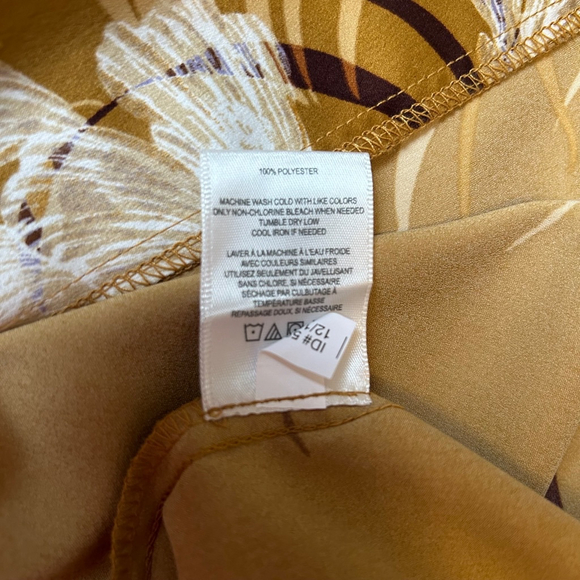 100% POLYESTER
MACHINE WASH COLD WITH LIKE COLORS
ONLY NON-CHLORINE BLEACH WHEN NEEDED
TUMBLE DRY LOW
COOL IRON IF NEEDED
LAVER À LA MACHINE À L'EAU FROIDE
AVEC COULEURS SIMILAIRES
UTILISEZ SEULEMENT DU JAVELLISANT
SANS CHLORE, SI NÉCESSAIRE
SÉCHAGE PAR CULBUTAGE À
TEMPÉRATURE BASSE
REPASSAGE DOUX, SI NÉCESSAIRE
ID#
12/